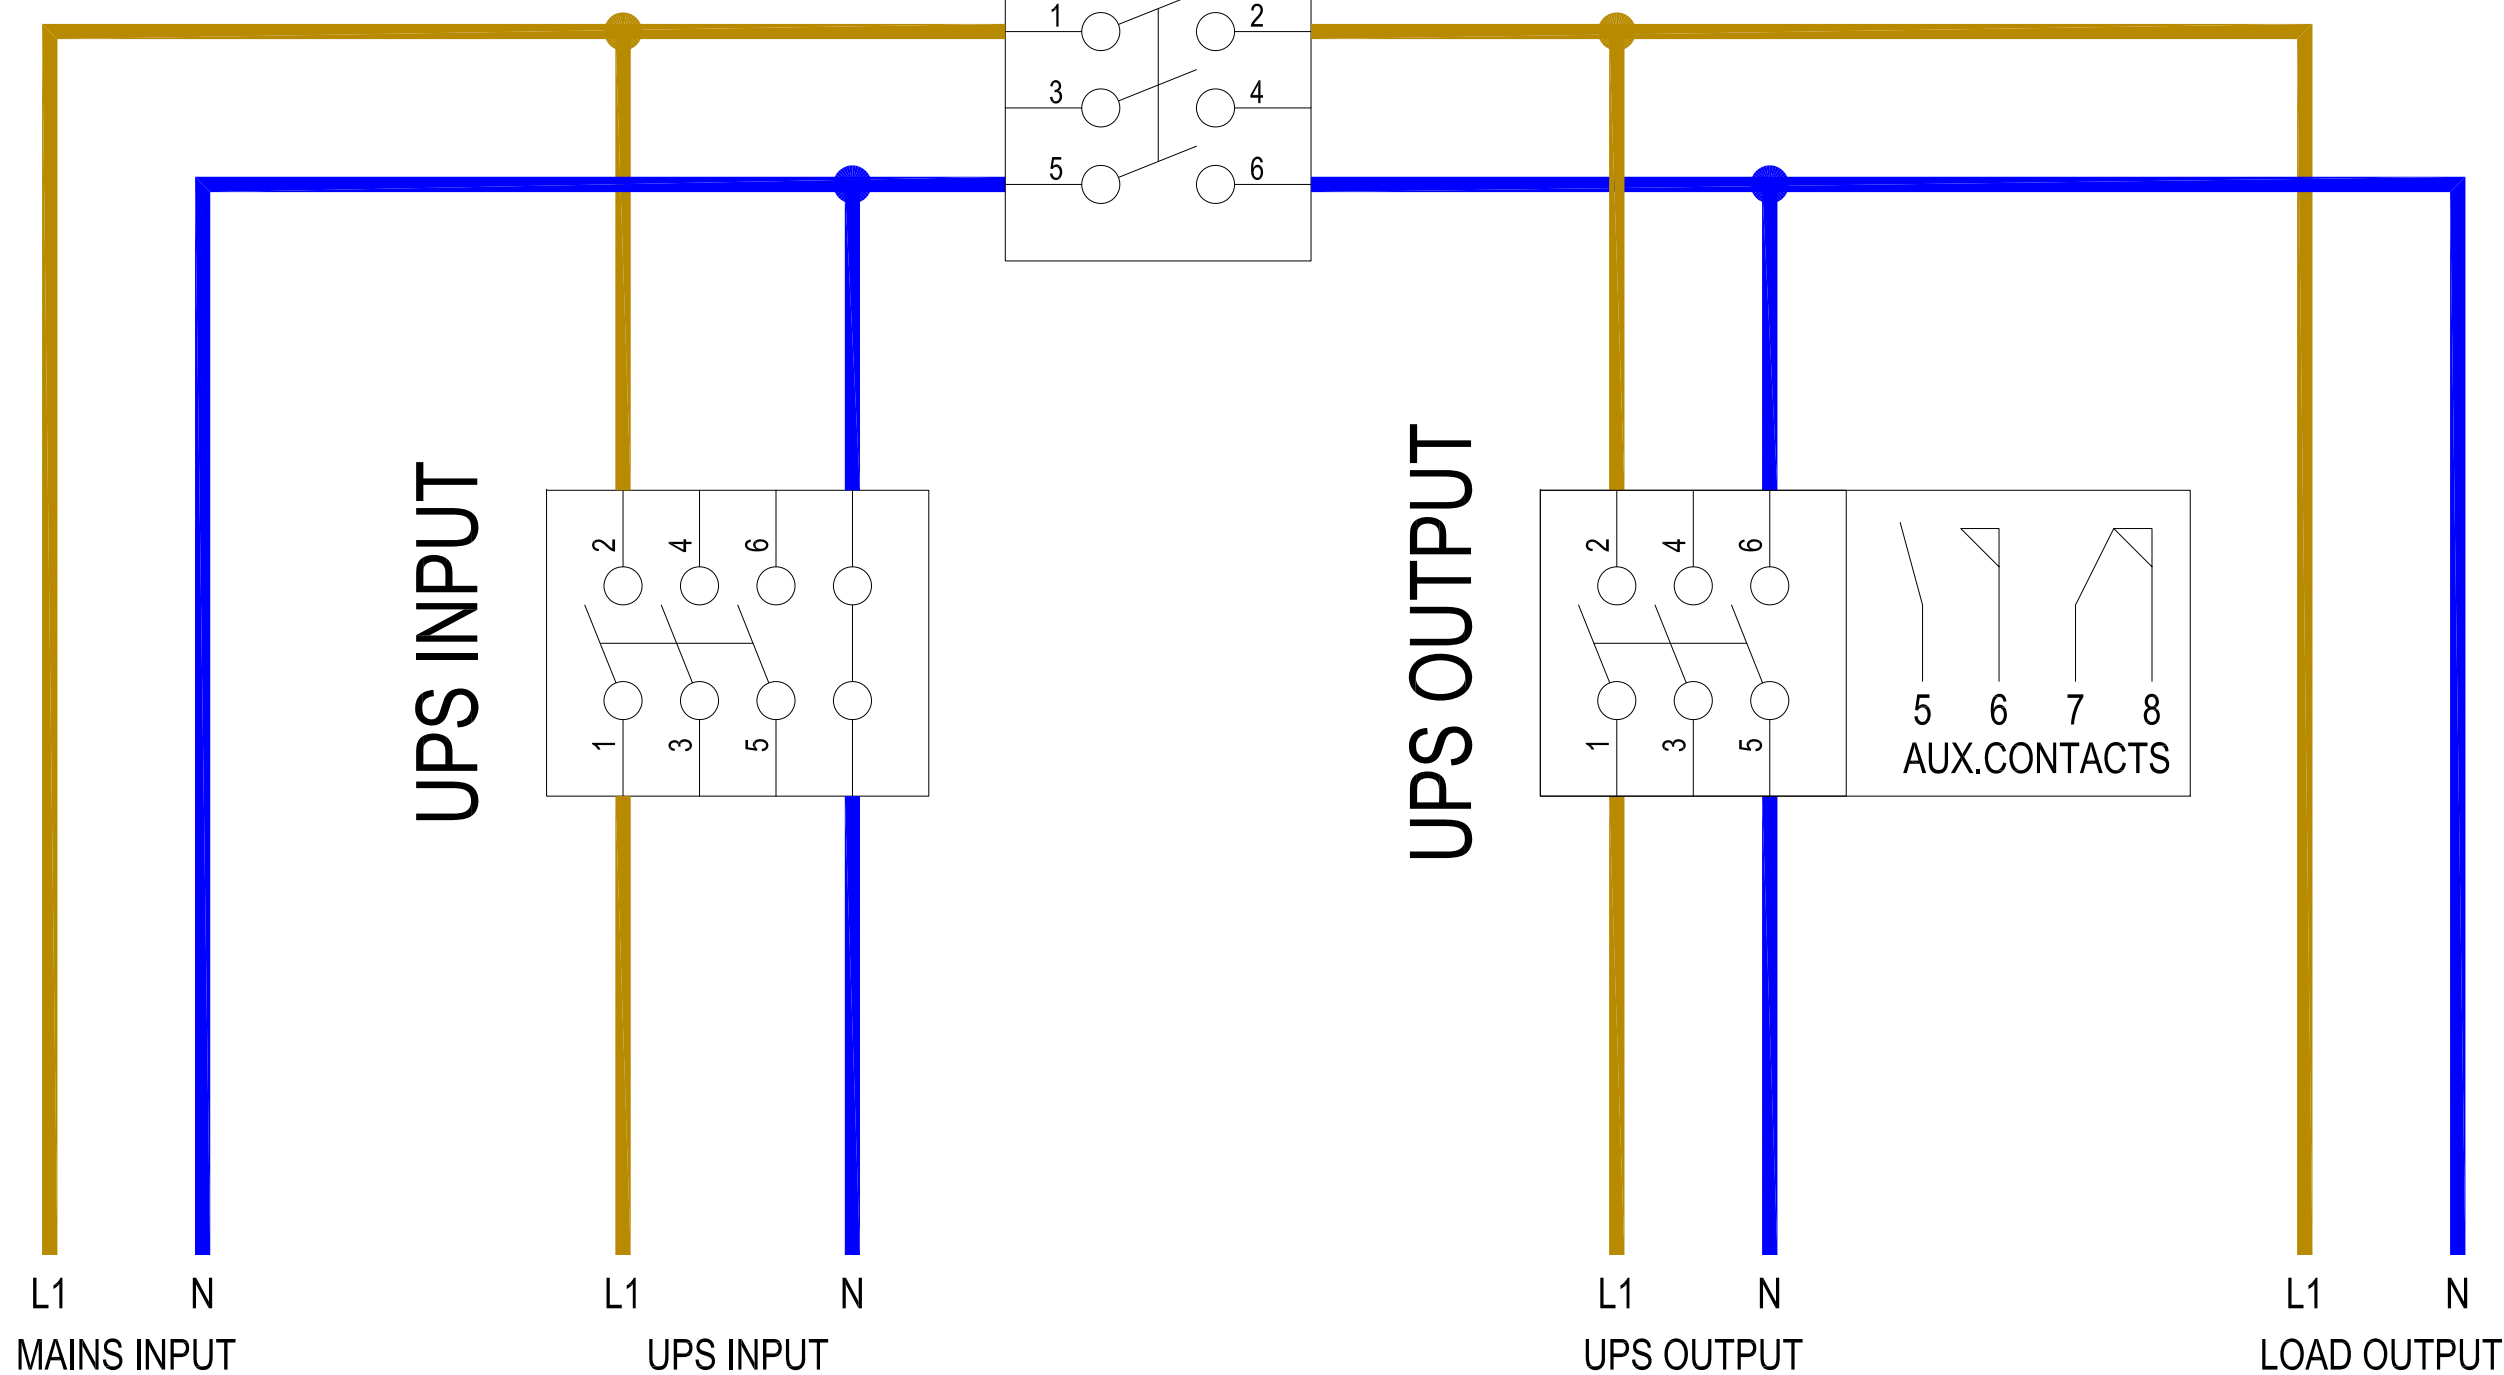 1 2
3 4
5 6
UPS INPUT
2 4 6
1 3 5
UPS OUTPUT
2 4 6
1 3 5
5 6 7 8
AUX.CONTACTS
L1 N L1 N L1 N L1 N
MAINS INPUT UPS INPUT UPS OUTPUT LOAD OUTPUT